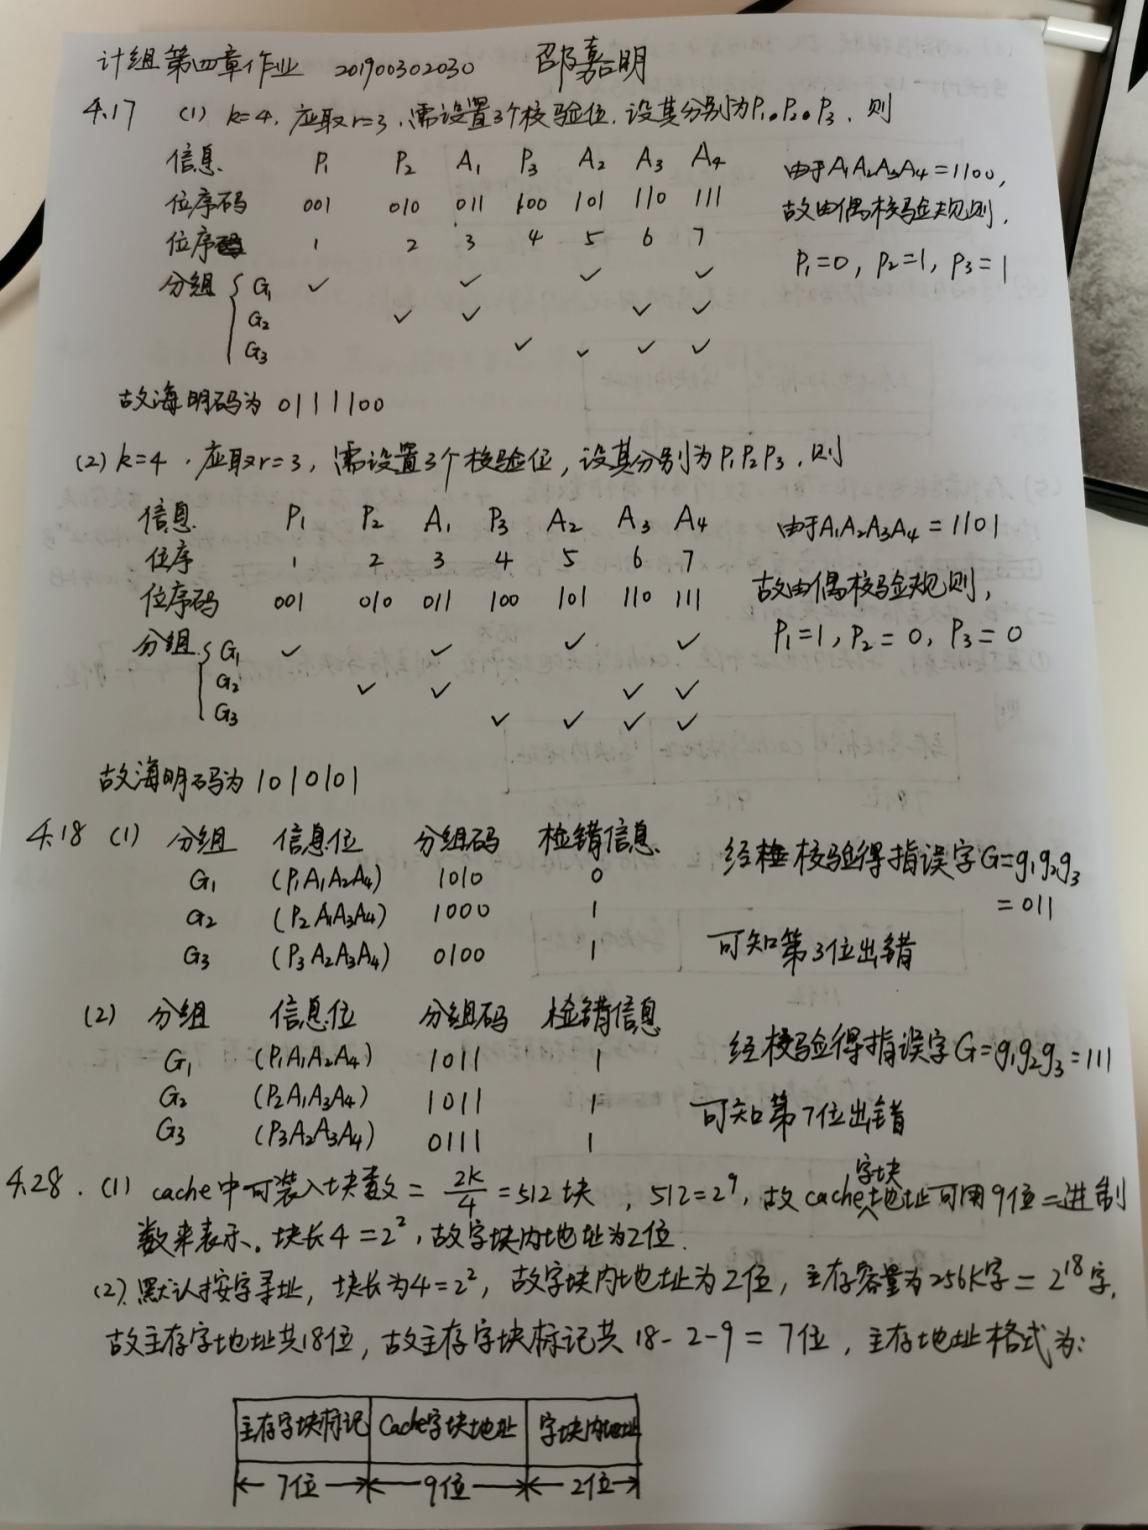 计组第四章作业 201900302030 邵嘉明
4.17 (1) k=4, 应取r=3, 需设置3个校验位, 设其分别为P₁P₂P₃, 则
信息 P₁ P₂ A₁ P₃ A₂ A₃ A₄ 由于A₁A₂A₃A₄=1100,
位序码 001 010 011 100 101 110 111 故由偶校验规则,
位序 1 2 3 4 5 6 7 P₁=0, P₂=1, P₃=1
分组 { G₁ ✓ ✓ ✓ ✓
G₂ ✓ ✓ ✓ ✓
G₃ ✓ ✓ ✓ ✓
故海明码为 0111100
(2) k=4, 应取r=3, 需设置3个校验位, 设其分别为P₁P₂P₃, 则
信息 P₁ P₂ A₁ P₃ A₂ A₃ A₄ 由于A₁A₂A₃A₄=1101
位序 1 2 3 4 5 6 7
位序码 001 010 011 100 101 110 111 故由偶校验规则,
分组 { G₁ ✓ ✓ ✓ ✓ P₁=1, P₂=0, P₃=0
G₂ ✓ ✓ ✓ ✓
G₃ ✓ ✓ ✓ ✓
故海明码为 1010101
4.18 (1) 分组 信息位 分组码 检错信息 经校验得指误字G=g₁g₂g₃
G₁ (P₁A₁A₂A₄) 1010 0 =011
G₂ (P₂A₁A₃A₄) 1000 1
G₃ (P₃A₂A₃A₄) 0100 1 可知第3位出错
(2) 分组 信息位 分组码 检错信息
G₁ (P₁A₁A₂A₄) 1011 1 经校验得指误字G=g₁g₂g₃=111
G₂ (P₂A₁A₃A₄) 1011 1
G₃ (P₃A₂A₃A₄) 0111 1 可知第7位出错
4.28. (1) cache中可装入块数=2K/4=512块, 512=2⁹, 故cache字块地址可用9位二进制
数来表示。块长4=2², 故字块内地址为2位.
(2). 默认按字寻址, 块长为4=2², 故字块内地址为2位, 主存容量为256K字=2¹⁸字,
故主存字地址共18位, 故主存字块标记共 18-2-9=7位, 主存地址格式为:
主存字块标记 Cache字块地址 字块内地址
7位 9位 2位